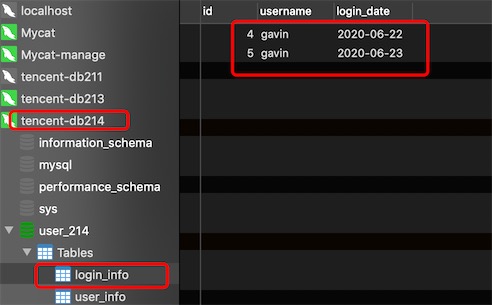 localhost
Mycat
Mycat-manage
tencent-db211
tencent-db213
tencent-db214
information_schema
mysql
performance_schema
sys
user_214
Tables
login_info
user_info
id username login_date
4 gavin 2020-06-22
5 gavin 2020-06-23